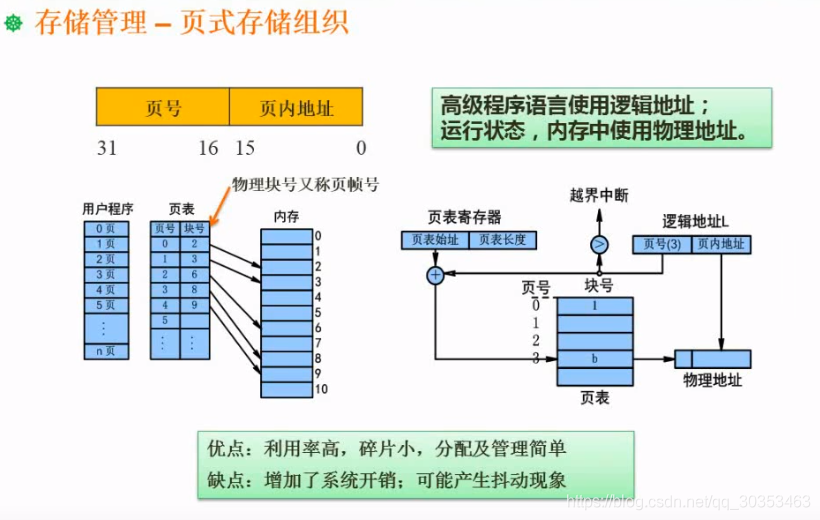 存储管理 – 页式存储组织
页号 页内地址
31 16 15 0
高级程序语言使用逻辑地址；
运行状态，内存中使用物理地址。
物理块号又称页帧号
用户程序
0 页
1 页
2 页
3 页
4 页
5 页
⋮
n 页
页表
页号 块号
0 2
1 3
2 6
3 8
4 9
5
⋮ ⋮
内存
0
1
2
3
4
5
6
7
8
9
10
越界中断
页表寄存器
页表始址 页表长度
>
逻辑地址L
页号(3) 页内地址
+
页号 块号
0 1
1
2
3 b
页表
物理地址
优点：利用率高，碎片小，分配及管理简单
缺点：增加了系统开销；可能产生抖动现象
https://blog.csdn.net/qq_30353463